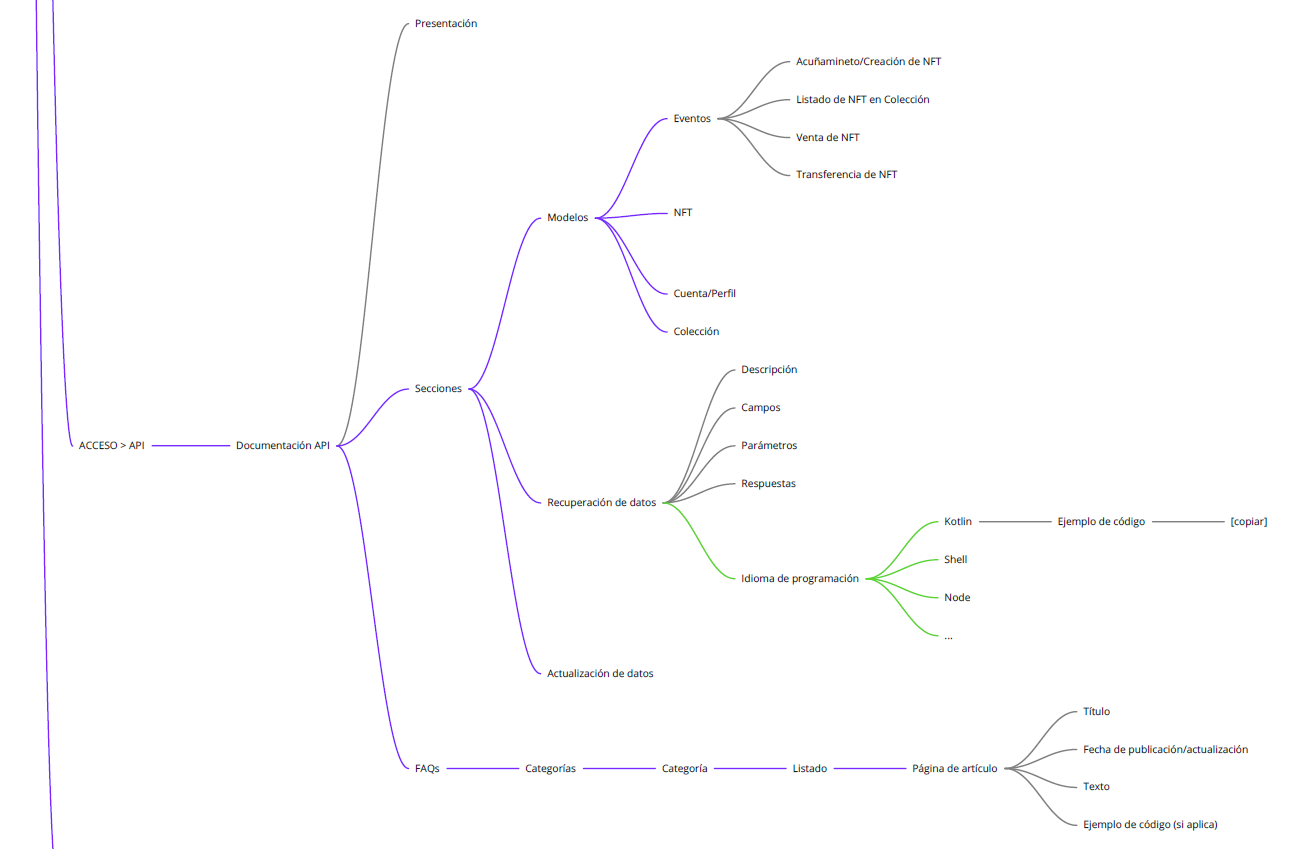 Presentación
Acuñamineto/Creación de NFT
Listado de NFT en Colección
Eventos
Venta de NFT
Transferencia de NFT
NFT
Modelos
Cuenta/Perfil
Colección
Descripción
Secciones
Campos
ACCESO > API
Documentación API
Parámetros
Respuestas
Recuperación de datos
Kotlin
Ejemplo de código
[copiar]
Shell
Idioma de programación
Node
...
Actualización de datos
Título
Fecha de publicación/actualización
FAQs
Categorías
Categoría
Listado
Página de artículo
Texto
Ejemplo de código (si aplica)